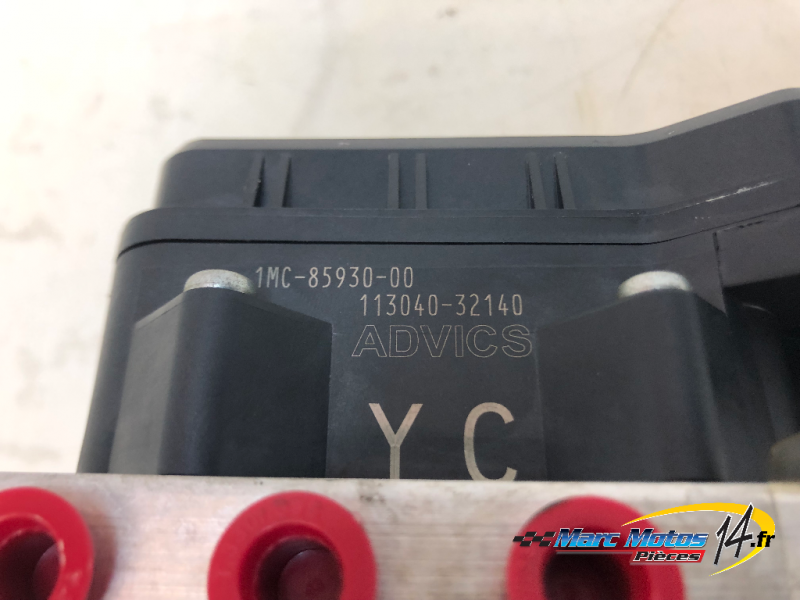 1MC-85930-00
113040-32140
ADVICS
Y C
Marc Motos 14.fr
Pièces